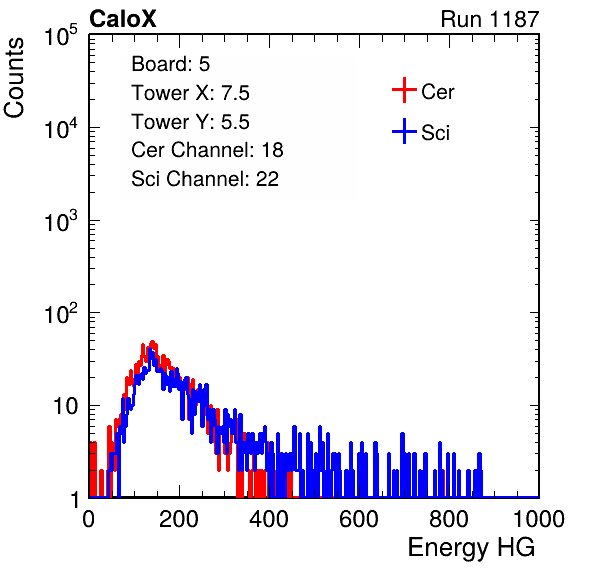 CaloX Run 1187
Counts
10^5
10^4
10^3
10^2
10
1
Board: 5
Tower X: 7.5
Tower Y: 5.5
Cer Channel: 18
Sci Channel: 22
Cer
Sci
0 200 400 600 800 1000
Energy HG